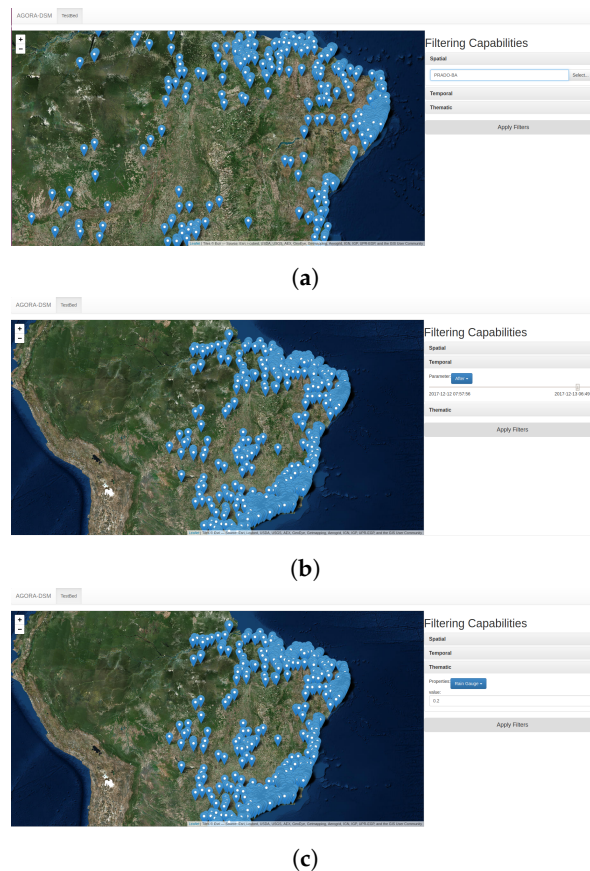 AGORA-DSM TestBed
+
−
Filtering Capabilities
Spatial
PRADO-BA Select...
Temporal
Thematic
Apply Filters
(a)
AGORA-DSM TestBed
+
−
Filtering Capabilities
Spatial
Temporal
Parameter: After
2017-12-12 07:57:56 2017-12-13 06:49
Thematic
Apply Filters
(b)
AGORA-DSM TestBed
+
−
Filtering Capabilities
Spatial
Temporal
Thematic
Properties: Rain Gauge
Value:
0.2
Apply Filters
(c)